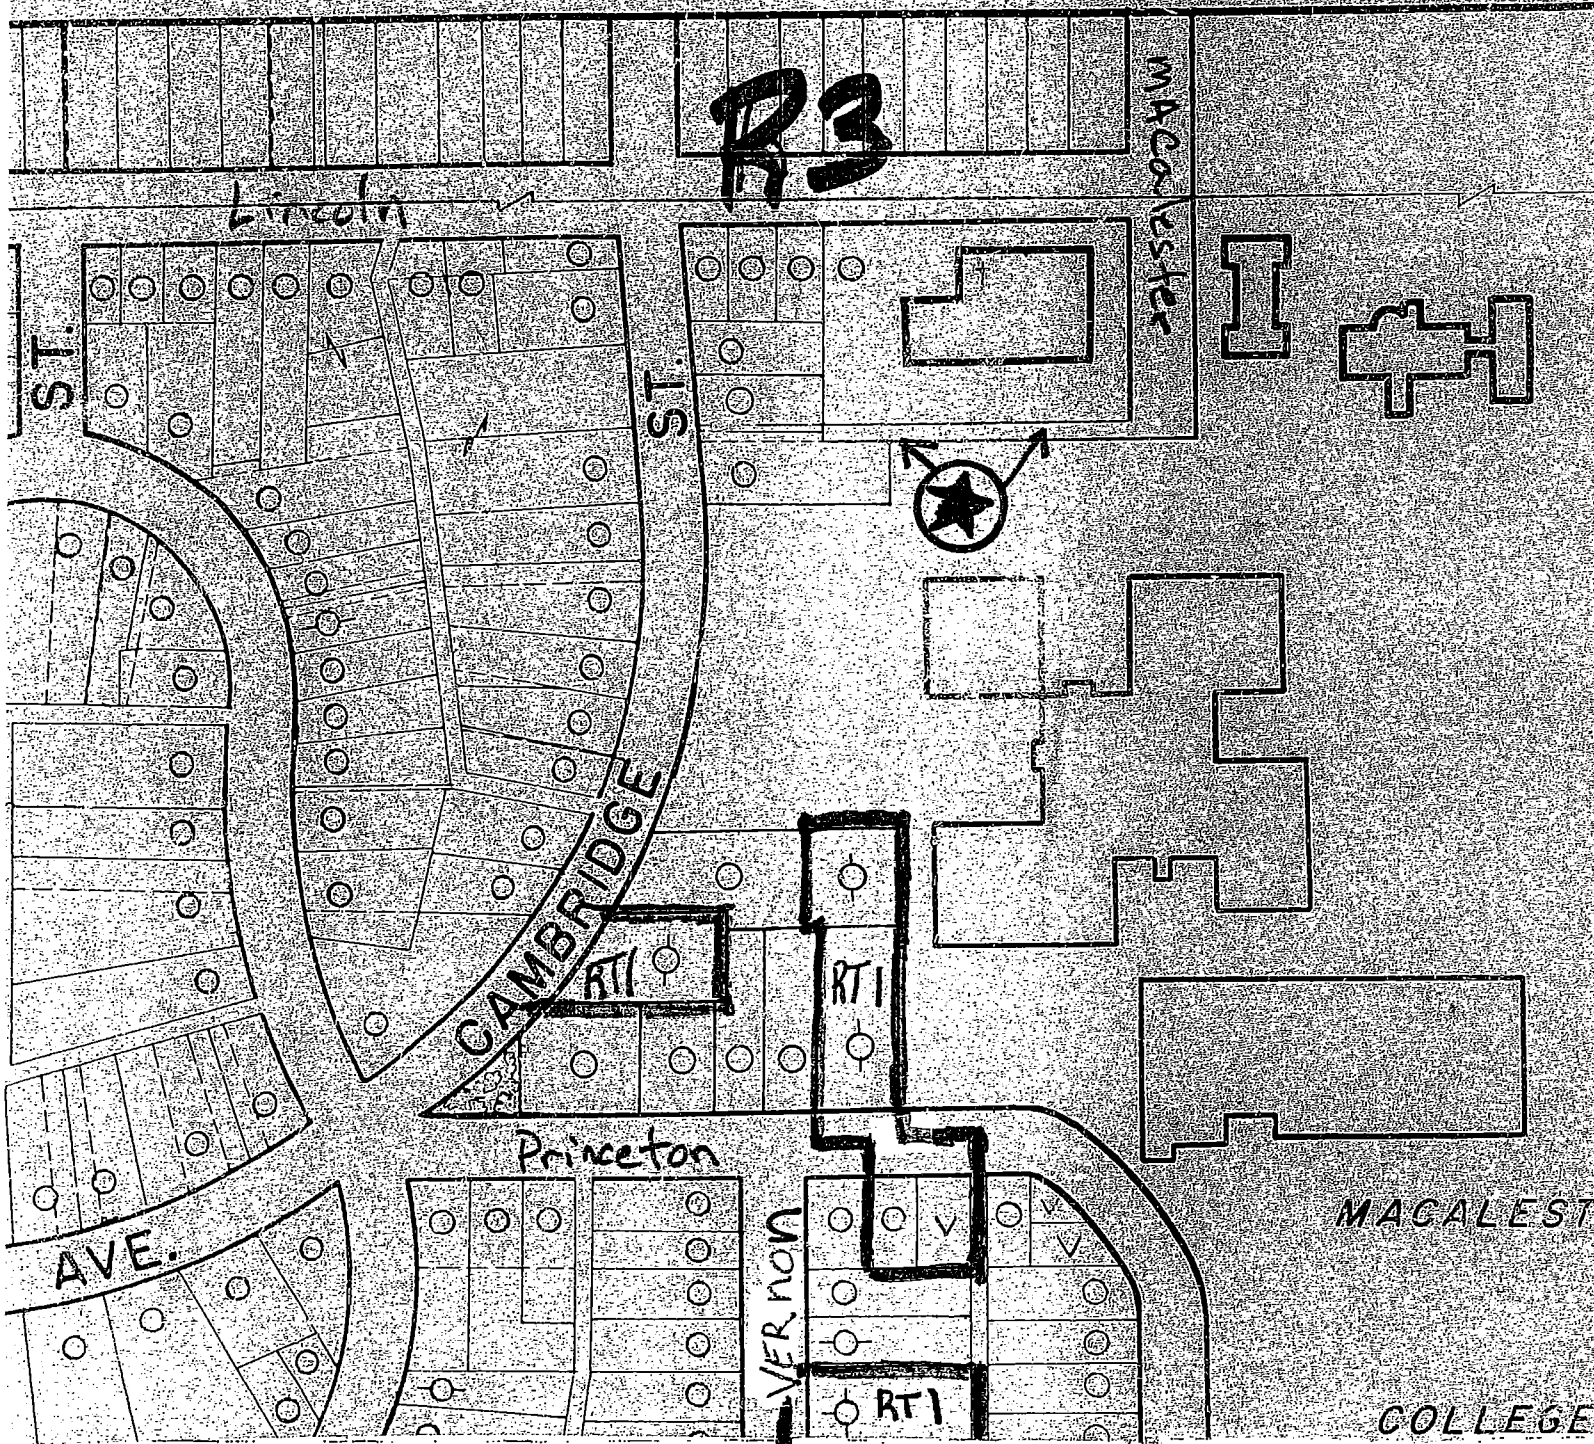 R3
MACalester
Lincoln
ST.
ST.
CAMBRIDGE
RT1
RT1
Princeton
MACALEST
AVE.
VERNON
RT1
COLLEGE